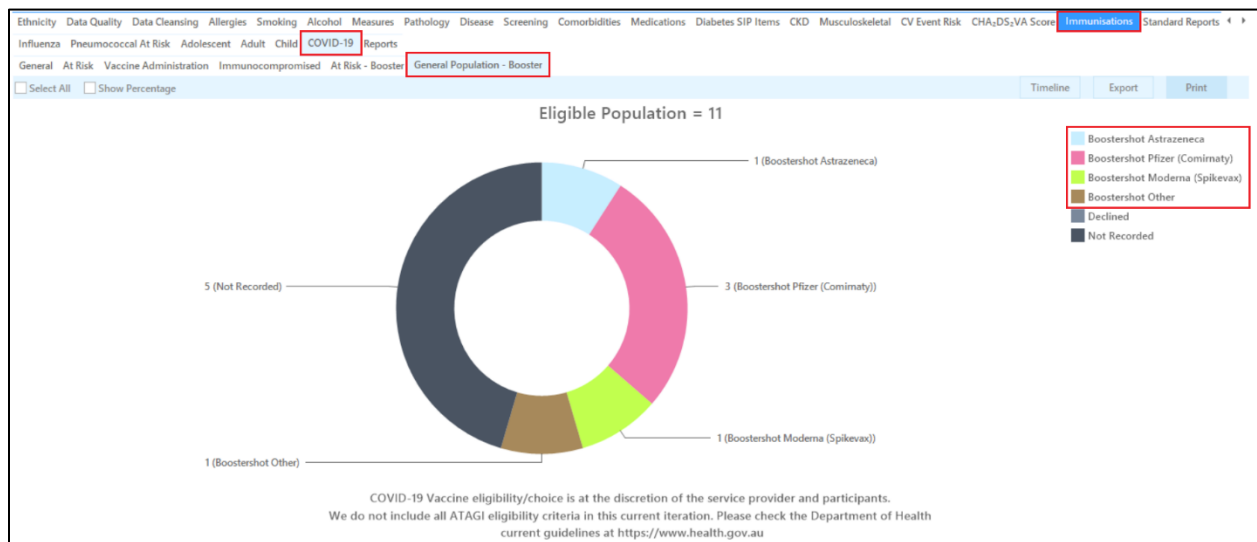 Ethnicity Data Quality Data Cleansing Allergies Smoking Alcohol Measures Pathology Disease Screening Comorbidities Medications Diabetes SIP Items CKD Musculoskeletal CV Event Risk CHA₂DS₂VA Score Immunisations Standard Reports
Influenza Pneumococcal At Risk Adolescent Adult Child COVID-19 Reports
General At Risk Vaccine Administration Immunocompromised At Risk - Booster General Population - Booster
Select All Show Percentage Timeline Export Print
Eligible Population = 11
Boostershot Astrazeneca
Boostershot Pfizer (Comirnaty)
Boostershot Moderna (Spikevax)
Boostershot Other
Declined
Not Recorded
1 (Boostershot Astrazeneca)
5 (Not Recorded)
3 (Boostershot Pfizer (Comirnaty))
1 (Boostershot Moderna (Spikevax))
1 (Boostershot Other)
COVID-19 Vaccine eligibility/choice is at the discretion of the service provider and participants.
We do not include all ATAGI eligibility criteria in this current iteration. Please check the Department of Health
current guidelines at https://www.health.gov.au